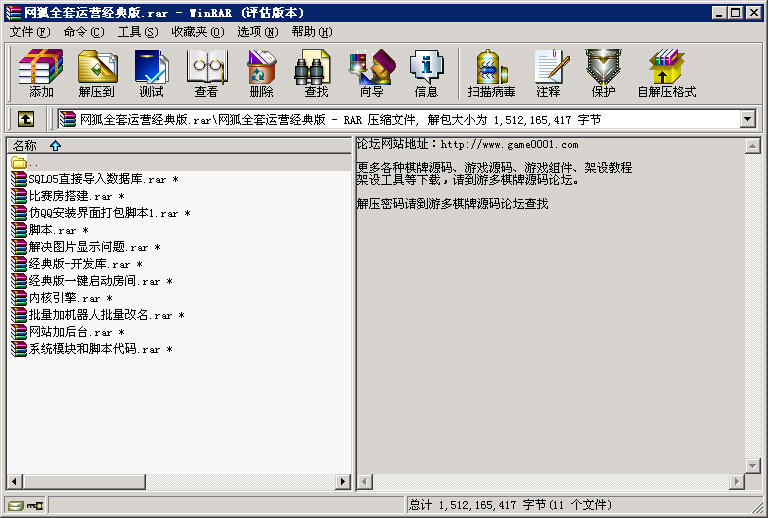 网狐全套运营经典版.rar - WinRAR (评估版本)
文件(F) 命令(C) 工具(S) 收藏夹(O) 选项(N) 帮助(H)
添加 解压到 测试 查看 删除 查找 向导 信息 扫描病毒 注释 保护 自解压格式
网狐全套运营经典版.rar\网狐全套运营经典版 - RAR 压缩文件, 解包大小为 1,512,165,417 字节
名称
..
SQL05直接导入数据库.rar *
比赛房搭建.rar *
仿QQ安装界面打包脚本1.rar *
脚本.rar *
解决图片显示问题.rar *
经典版-开发库.rar *
经典版一键启动房间.rar *
内核引擎.rar *
批量加机器人批量改名.rar *
网站加后台.rar *
系统模块和脚本代码.rar *
论坛网站地址：http://www.game0001.com
更多各种棋牌源码、游戏源码、游戏组件、架设教程
架设工具等下载，请到游多棋牌源码论坛。
解压密码请到游多棋牌源码论坛查找
总计 1,512,165,417 字节(11 个文件)